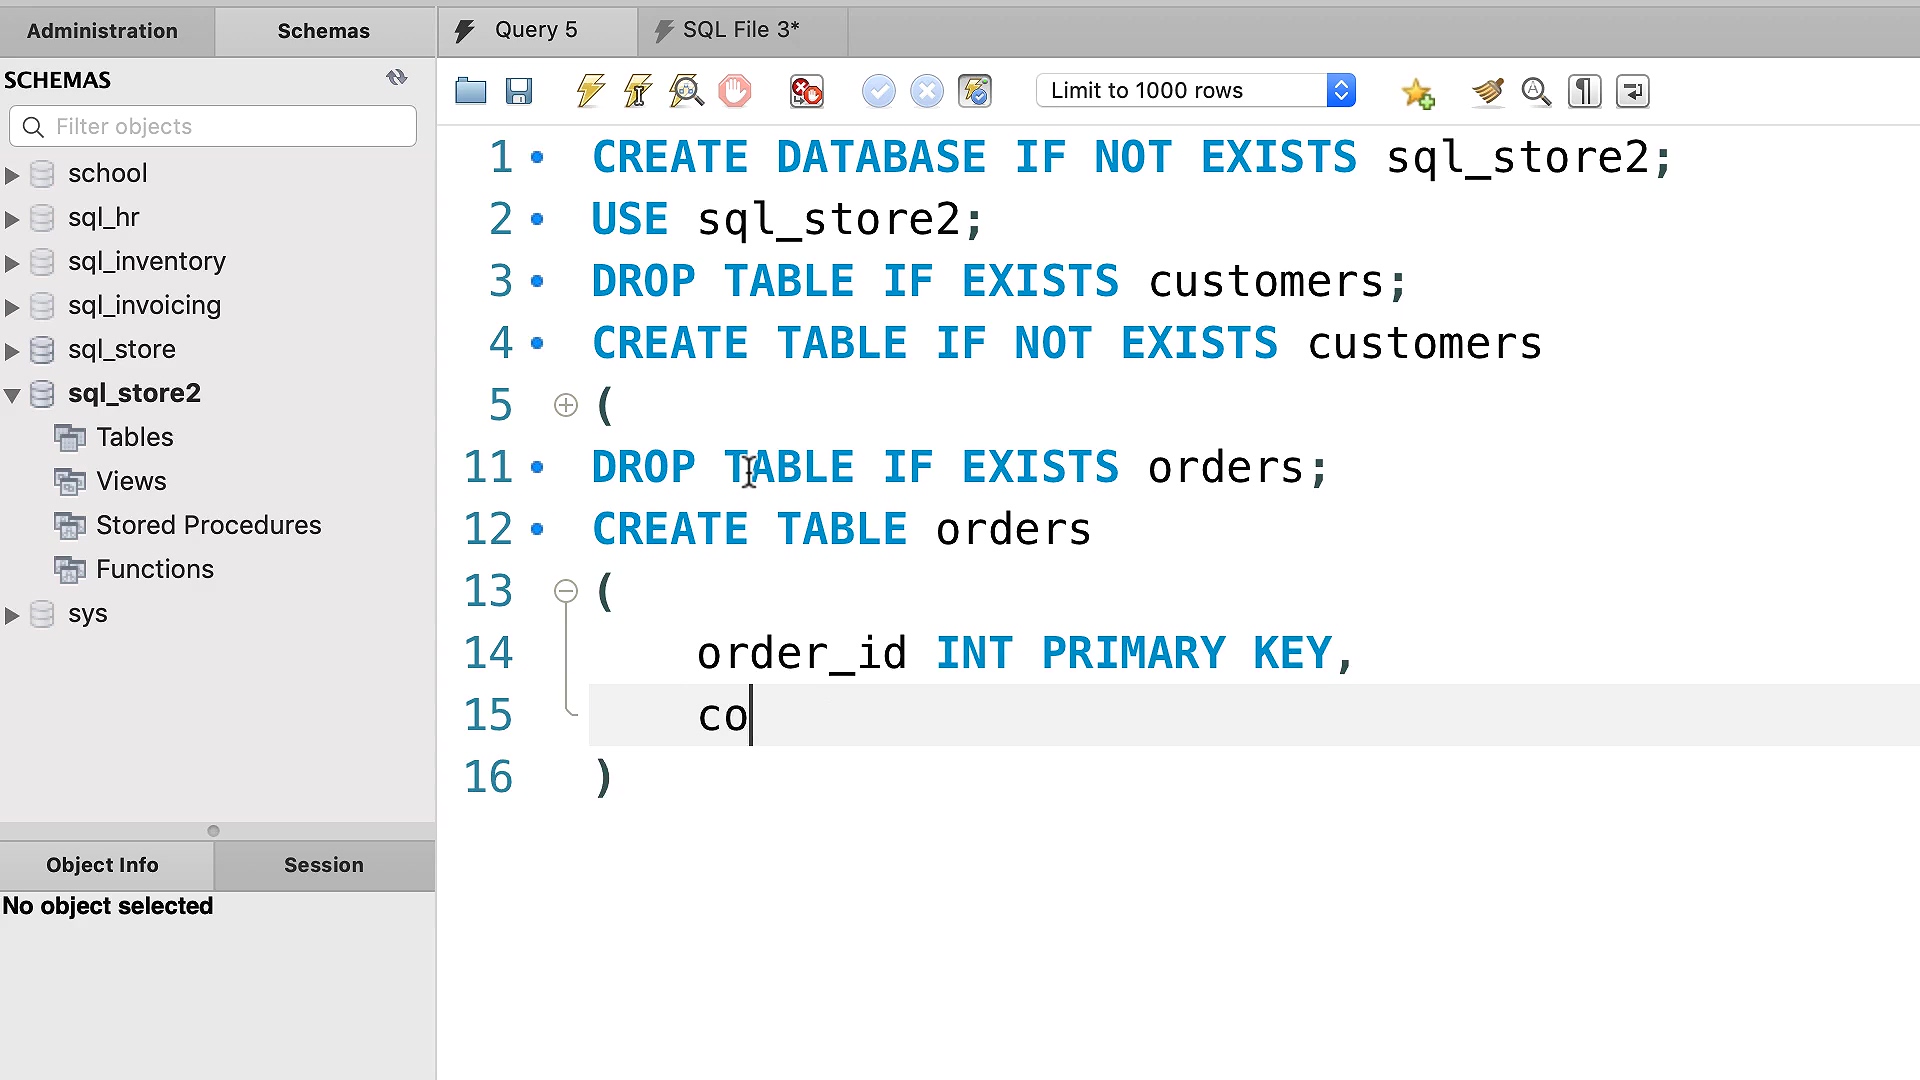 Administration
Schemas
SCHEMAS
Filter objects
school
sql_hr
sql_inventory
sql_invoicing
sql_store
sql_store2
Tables
Views
Stored Procedures
Functions
sys
Object Info
Session
No object selected
Query 5
SQL File 3*
Limit to 1000 rows
1 CREATE DATABASE IF NOT EXISTS sql_store2;
2 USE sql_store2;
3 DROP TABLE IF EXISTS customers;
4 CREATE TABLE IF NOT EXISTS customers
5 (
11 DROP TABLE IF EXISTS orders;
12 CREATE TABLE orders
13 (
14 order_id INT PRIMARY KEY,
15 co
16 )